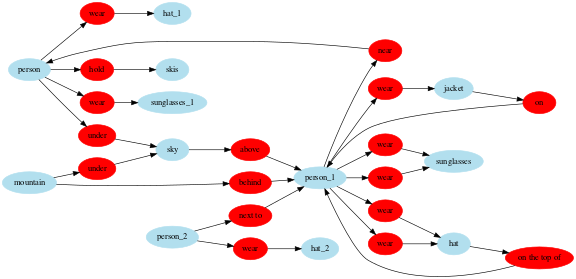 wear
hat_1
near
person
hold
skis
wear
jacket
wear
sunglasses_1
on
under
wear
sky
above
sunglasses
under
wear
mountain
behind
person_1
wear
next to
person_2
wear
hat
wear
hat_2
on the top of